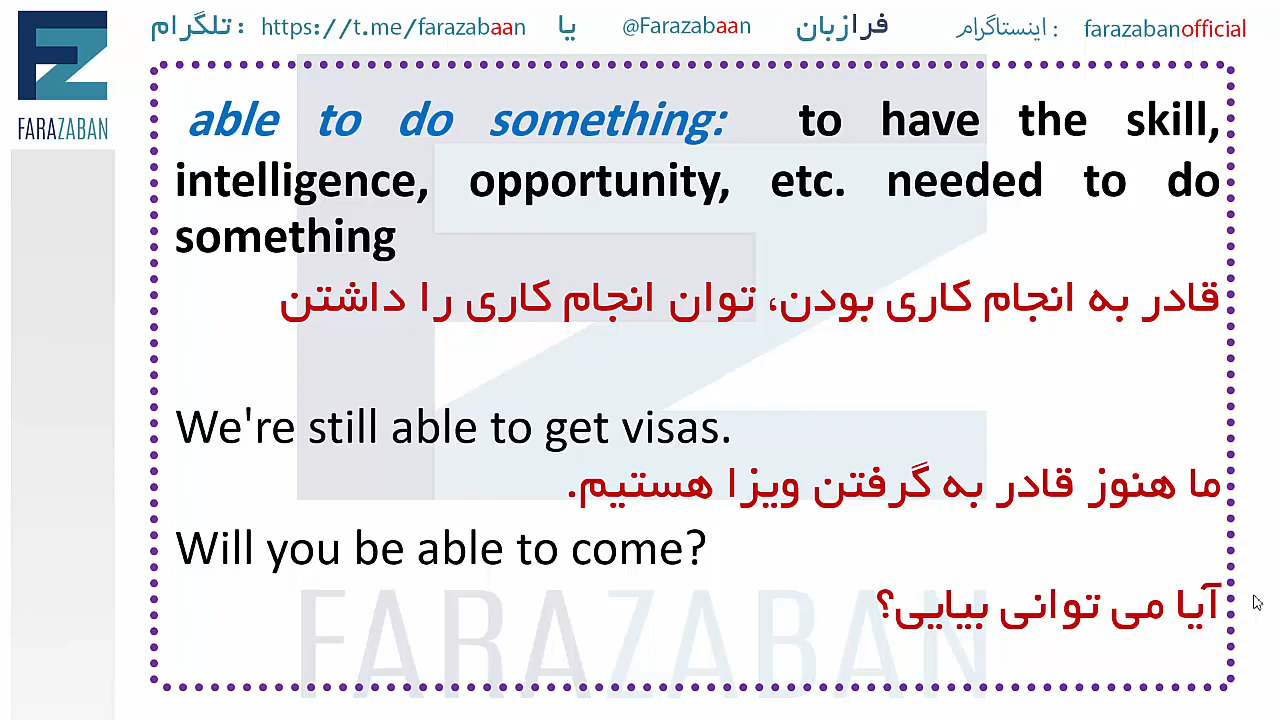 تلگرام : https://t.me/farazabaan یا @Farazabaan فرازبان اینستاگرام : farazabanofficial
FZ
FARAZABAN
able to do something: to have the skill,
intelligence, opportunity, etc. needed to do
something
قادر به انجام کاری بودن، توان انجام کاری را داشتن
We're still able to get visas.
ما هنوز قادر به گرفتن ویزا هستیم.
Will you be able to come?
آیا می توانی بیایی؟
FARAZABAN